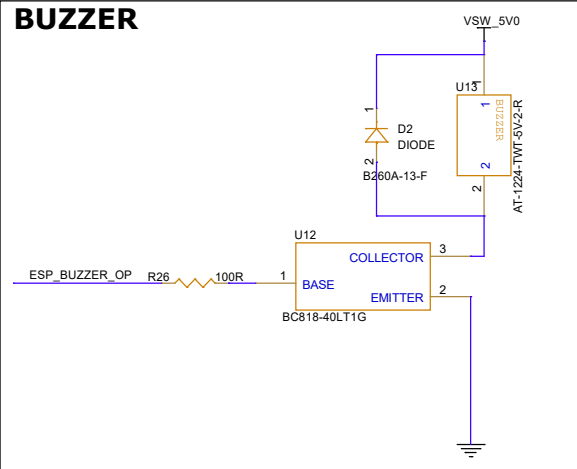 BUZZER
VSW_5V0
U13
1
1
BUZZER
2
2
AT-1224-TWT-5V-2-R
1
D2
DIODE
2
B260A-13-F
U12
COLLECTOR
3
ESP_BUZZER_OP
R26
100R
1
BASE
EMITTER
2
BC818-40LT1G